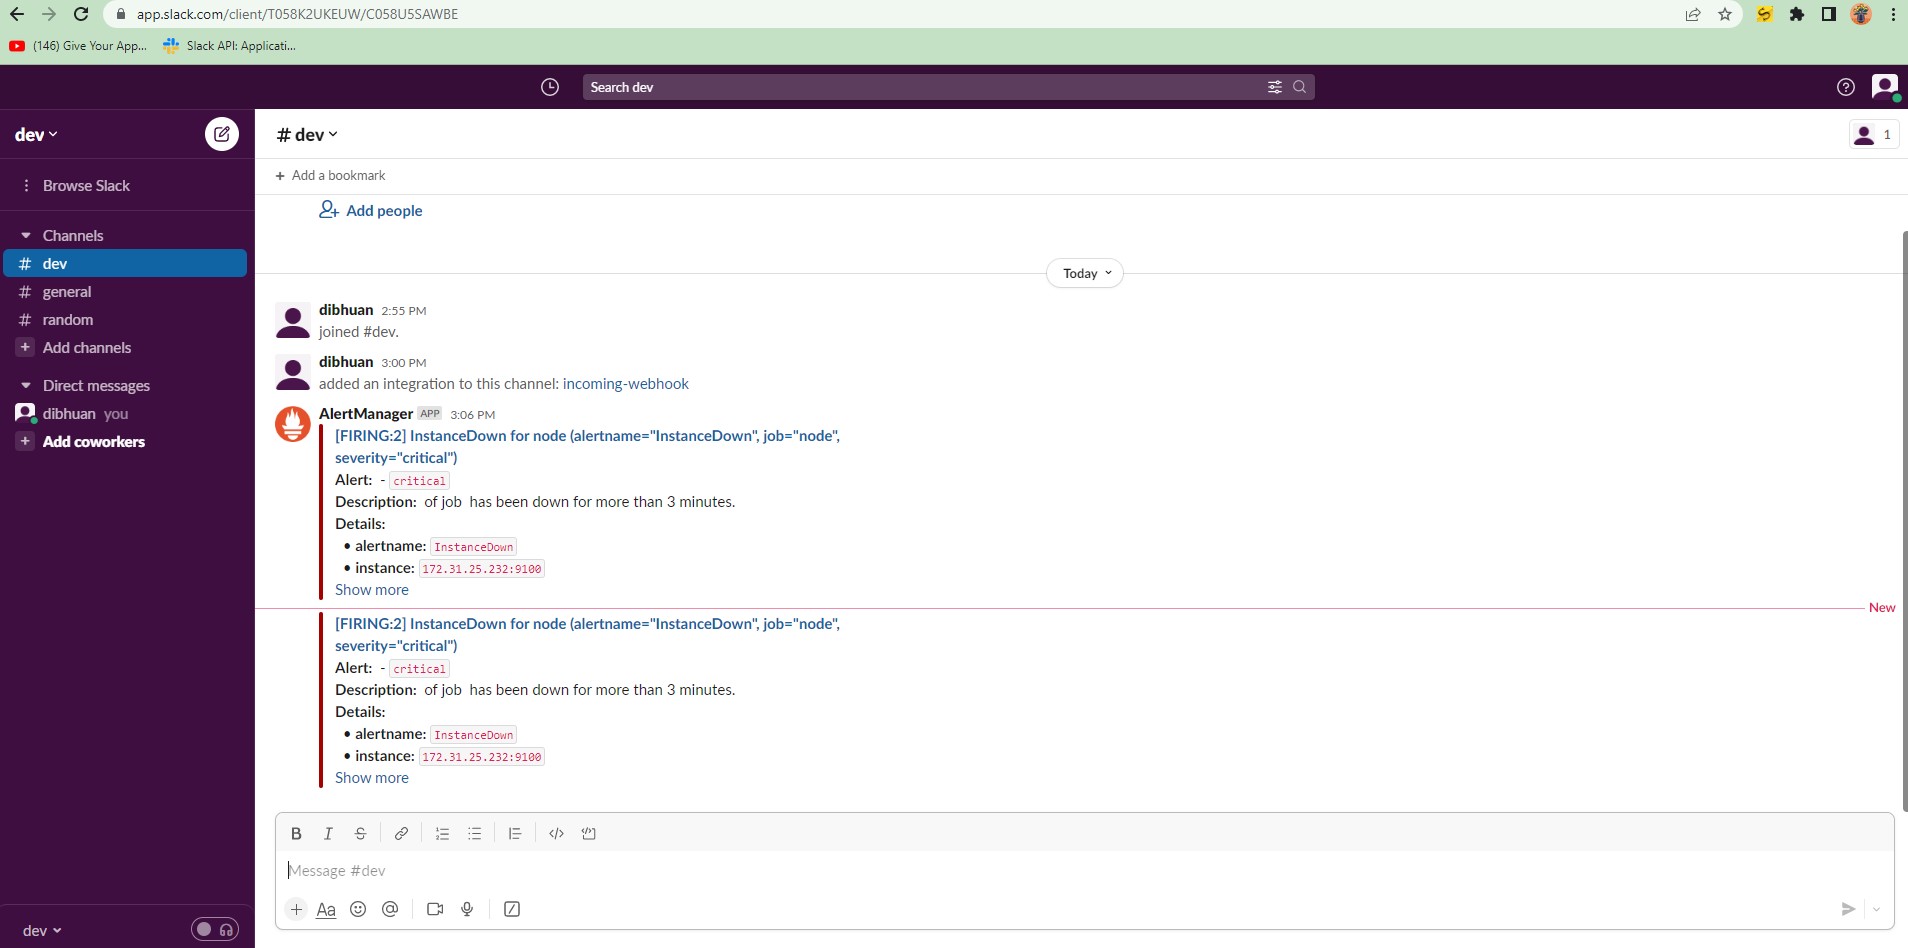 app.slack.com/client/T058K2UKEUW/C058U5SAWBE
(146) Give Your App...
Slack API: Applicati...
Search dev
dev
Browse Slack
Channels
# dev
# general
# random
+ Add channels
Direct messages
dibhuan you
+ Add coworkers
dev
# dev
1
+ Add a bookmark
Add people
Today
dibhuan 2:55 PM
joined #dev.
dibhuan 3:00 PM
added an integration to this channel: incoming-webhook
AlertManager APP 3:06 PM
[FIRING:2] InstanceDown for node (alertname="InstanceDown", job="node",
severity="critical")
Alert: - critical
Description: of job has been down for more than 3 minutes.
Details:
• alertname: InstanceDown
• instance: 172.31.25.232:9100
Show more
New
[FIRING:2] InstanceDown for node (alertname="InstanceDown", job="node",
severity="critical")
Alert: - critical
Description: of job has been down for more than 3 minutes.
Details:
• alertname: InstanceDown
• instance: 172.31.25.232:9100
Show more
B I S
Message #dev
+ Aa @